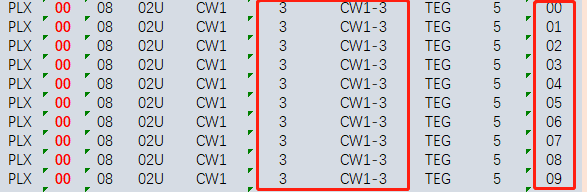 PLX 00 08 02U CW1 3 CW1-3 TEG 5 00
PLX 00 08 02U CW1 3 CW1-3 TEG 5 01
PLX 00 08 02U CW1 3 CW1-3 TEG 5 02
PLX 00 08 02U CW1 3 CW1-3 TEG 5 03
PLX 00 08 02U CW1 3 CW1-3 TEG 5 04
PLX 00 08 02U CW1 3 CW1-3 TEG 5 05
PLX 00 08 02U CW1 3 CW1-3 TEG 5 06
PLX 00 08 02U CW1 3 CW1-3 TEG 5 07
PLX 00 08 02U CW1 3 CW1-3 TEG 5 08
PLX 00 08 02U CW1 3 CW1-3 TEG 5 09